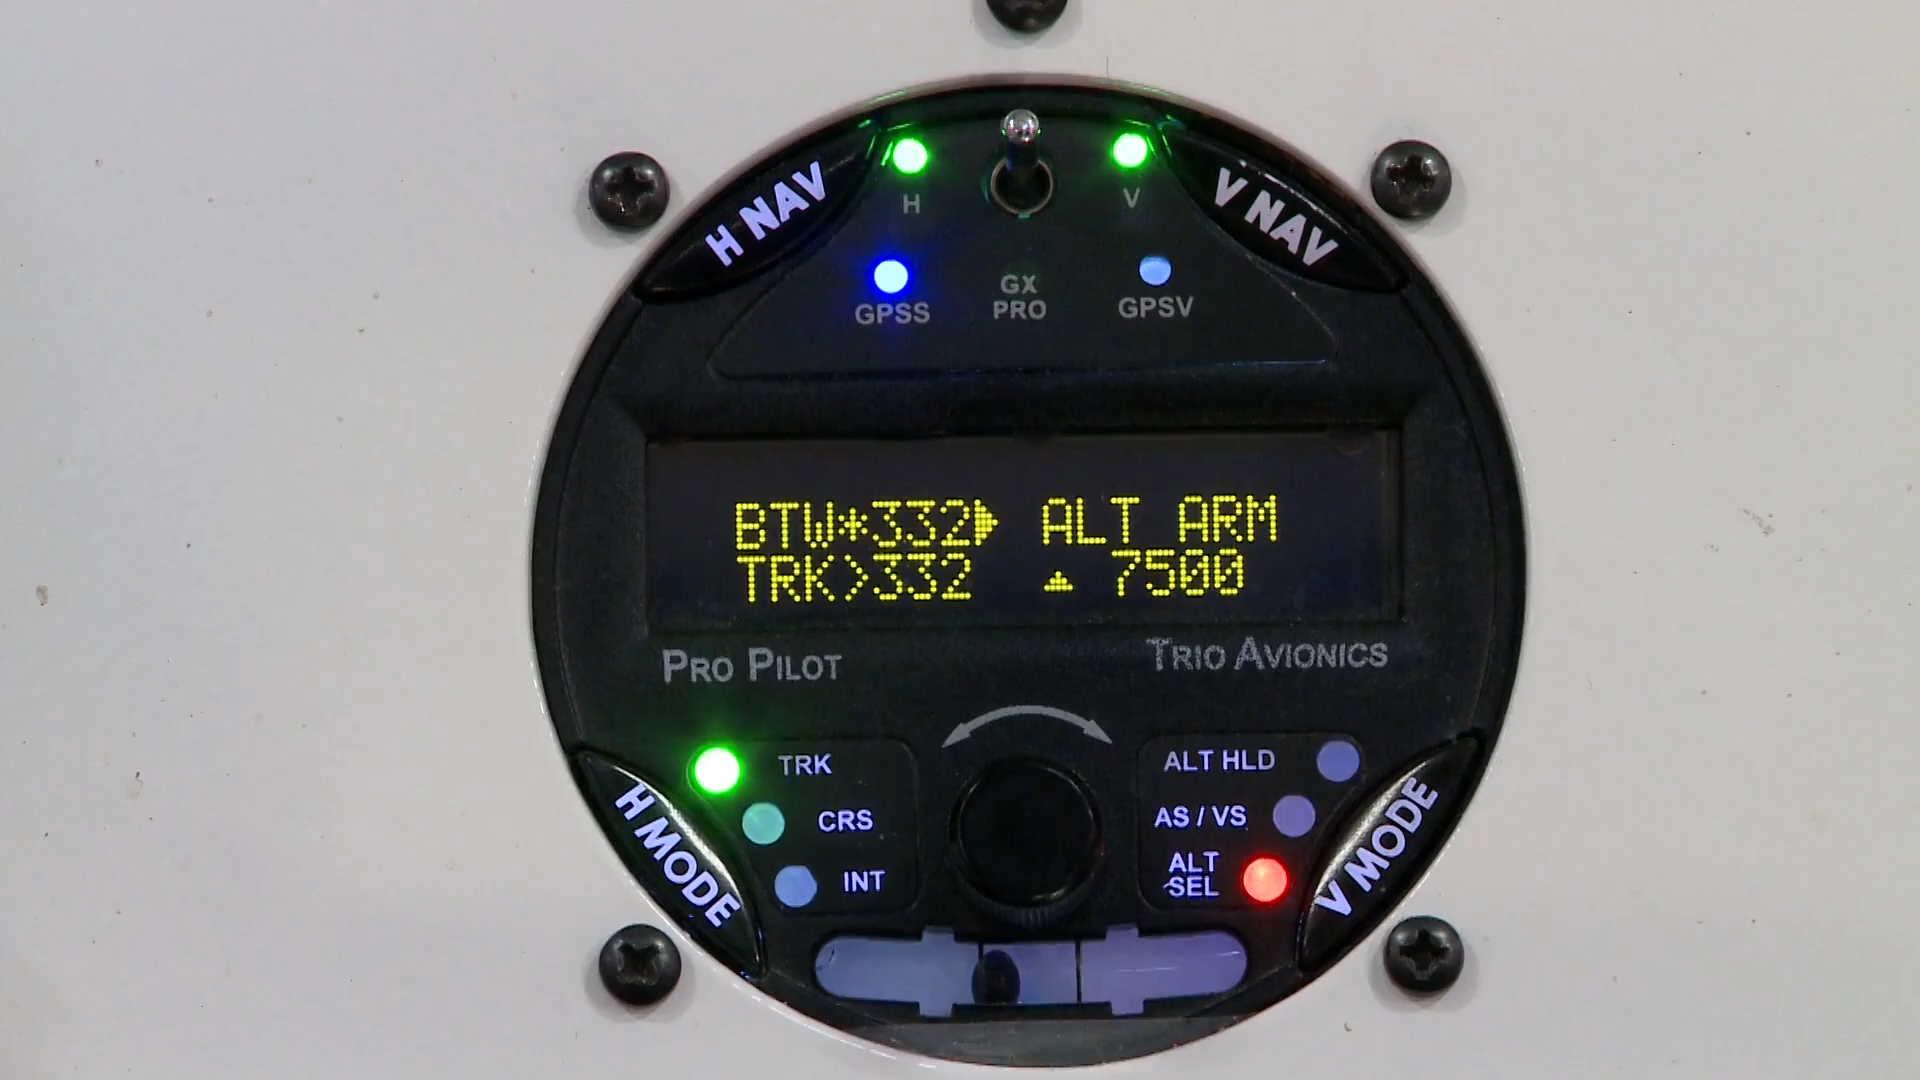 H NAV
V NAV
H
V
GPSS
GX
PRO
GPSV
BTW*332 ALT ARM
TRK>332 7500
PRO PILOT
TRIO AVIONICS
TRK
CRS
INT
ALT HLD
AS / VS
ALT
SEL
H MODE
V MODE